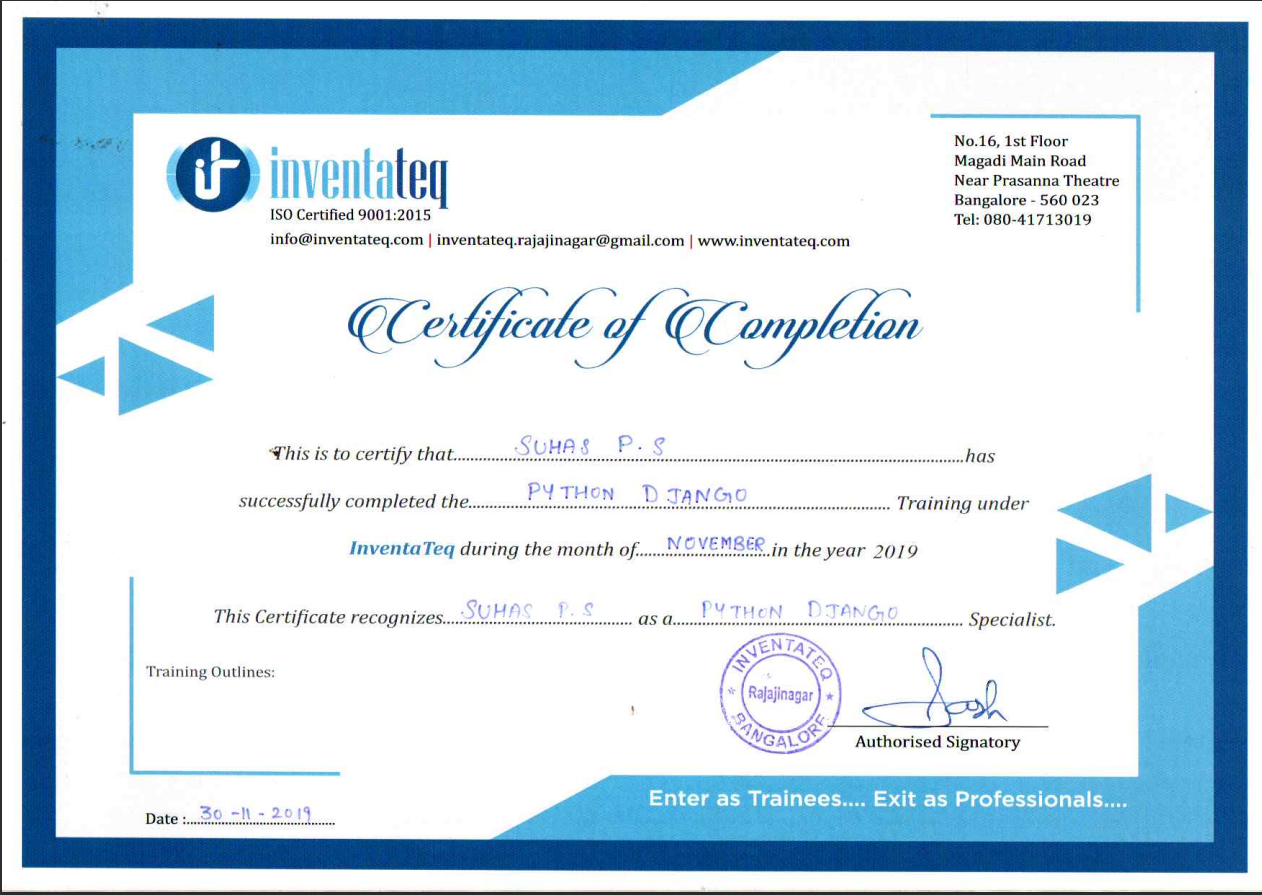 inventateq
ISO Certified 9001:2015
info@inventateq.com | inventateq.rajajinagar@gmail.com | www.inventateq.com
No.16, 1st Floor
Magadi Main Road
Near Prasanna Theatre
Bangalore - 560 023
Tel: 080-41713019
Certificate of Completion
This is to certify that SUHAS P.S has
successfully completed the PYTHON DJANGO Training under
InventaTeq during the month of NOVEMBER in the year 2019
This Certificate recognizes SUHAS P.S as a PYTHON DJANGO Specialist.
Training Outlines:
INVENTATEQ
Rajajinagar
BANGALORE
Authorised Signatory
Enter as Trainees.... Exit as Professionals....
Date : 30-11-2019